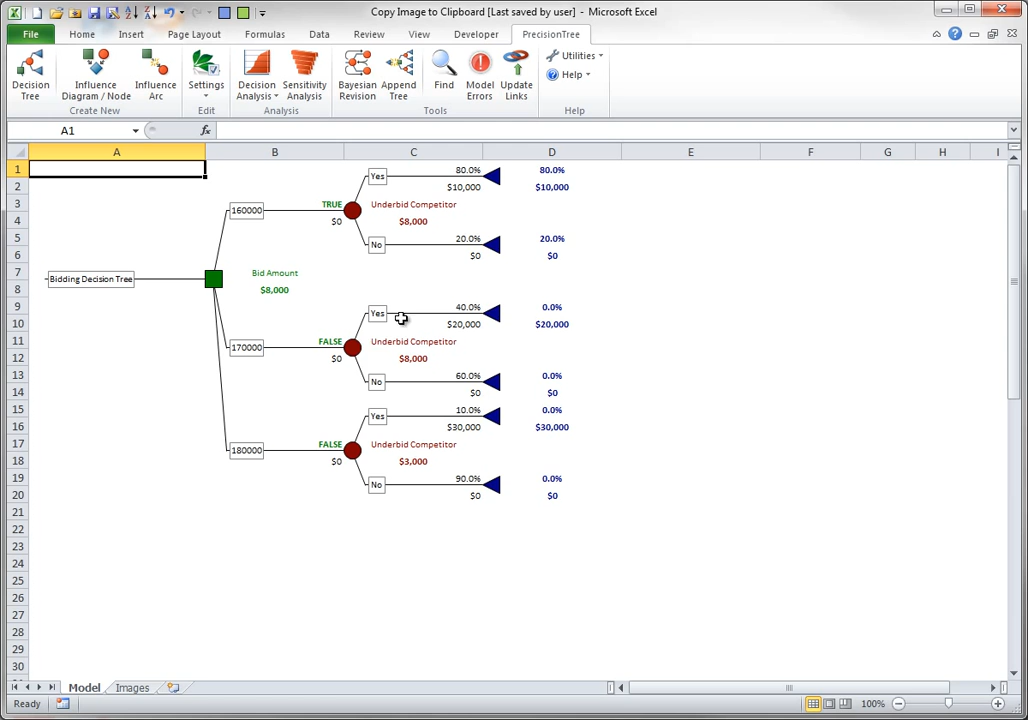 Copy Image to Clipboard [Last saved by user] - Microsoft Excel
File Home Insert Page Layout Formulas Data Review View Developer PrecisionTree
Decision Tree
Influence Diagram / Node
Influence Arc
Settings
Decision Analysis
Sensitivity Analysis
Bayesian Revision
Append Tree
Find
Model Errors
Update Links
Utilities
Help
Create New Edit Analysis Tools Help
A1 fx
A B C D E F G H I
1 Yes 80.0% 80.0%
2 $10,000 $10,000
3 160000 TRUE Underbid Competitor
4 $0 $8,000
5 No 20.0% 20.0%
6 $0 $0
7 Bidding Decision Tree Bid Amount
8 $8,000
9 Yes 40.0% 0.0%
10 $20,000 $20,000
11 170000 FALSE Underbid Competitor
12 $0 $8,000
13 No 60.0% 0.0%
14 $0 $0
15 Yes 10.0% 0.0%
16 $30,000 $30,000
17 180000 FALSE Underbid Competitor
18 $0 $3,000
19 No 90.0% 0.0%
20 $0 $0
21
22
23
24
25
26
27
28
29
30
Model Images
Ready 100%